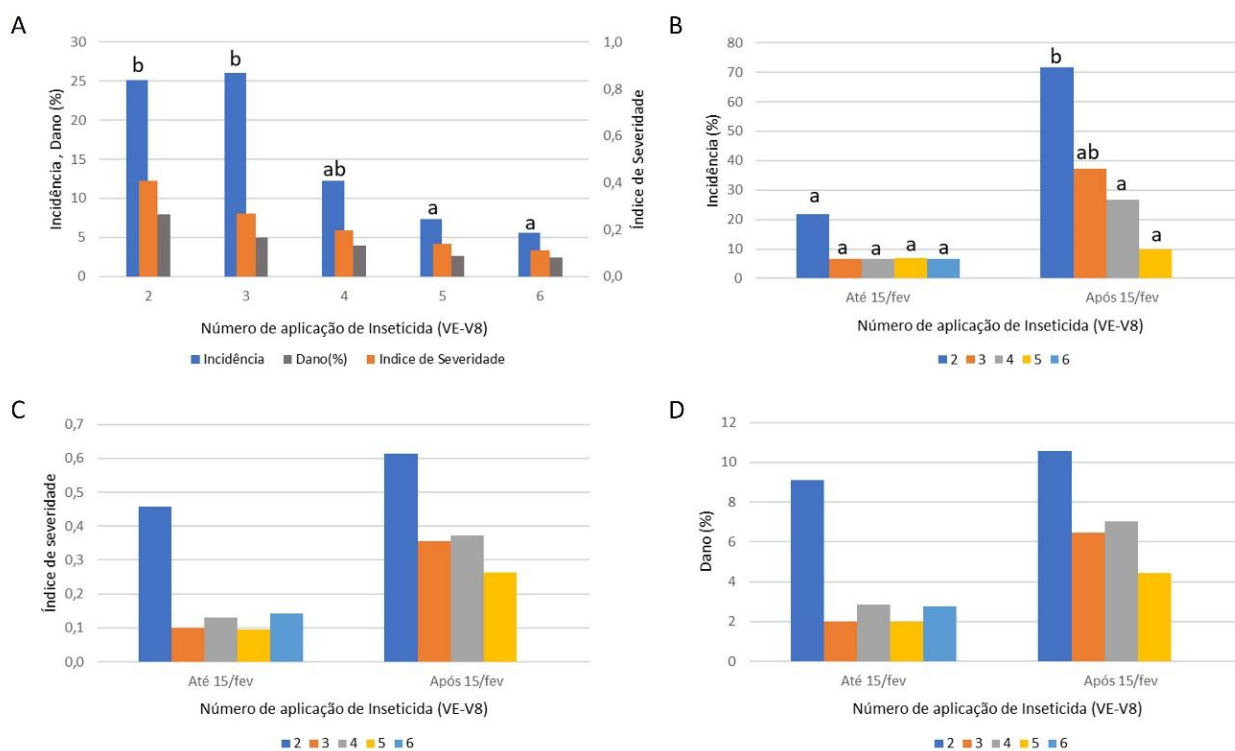 A
30
25
20
15
10
5
0
Incidência , Dano (%)
1,0
0,8
0,6
0,4
0,2
0,0
Índice de Severidade
b
b
ab
a
a
2 3 4 5 6
Número de aplicação de Inseticida (VE-V8)
Incidência Dano(%) Indice de Severidade
B
80
70
60
50
40
30
20
10
0
Incidência (%)
a
a a a a
b
ab
a
a
Até 15/fev Após 15/fev
Número de aplicação de Inseticida (VE-V8)
2 3 4 5 6
C
0,7
0,6
0,5
0,4
0,3
0,2
0,1
0,0
Índice de severidade
Até 15/fev Após 15/fev
Número de aplicação de Inseticida (VE-V8)
2 3 4 5 6
D
12
10
8
6
4
2
0
Dano (%)
Até 15/fev Após 15/fev
Número de aplicação de Inseticida (VE-V8)
2 3 4 5 6